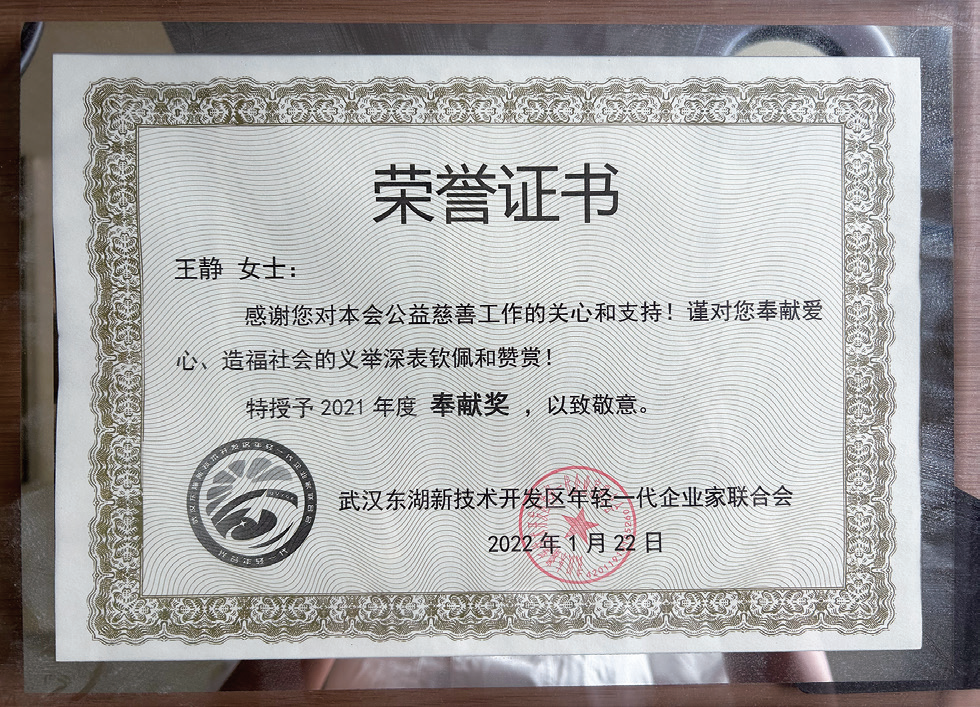 荣誉证书
王静 女士：
感谢您对本会公益慈善工作的关心和支持！谨对您奉献爱
心、造福社会的义举深表钦佩和赞赏！
特授予 2021 年度 奉献奖 ，以致敬意。
武汉东湖新技术开发区年轻一代企业家联合会
2022 年 1 月 22 日